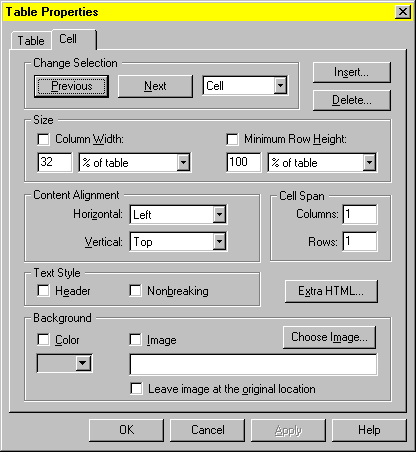 Table Properties
Table Cell
Change Selection
Previous Next Cell
Insert...
Delete...
Size
Column Width: Minimum Row Height:
32 % of table 100 % of table
Content Alignment
Horizontal: Left
Vertical: Top
Cell Span
Columns: 1
Rows: 1
Text Style
Header Nonbreaking
Extra HTML...
Background
Color Image Choose Image...
Leave image at the original location
OK Cancel Apply Help